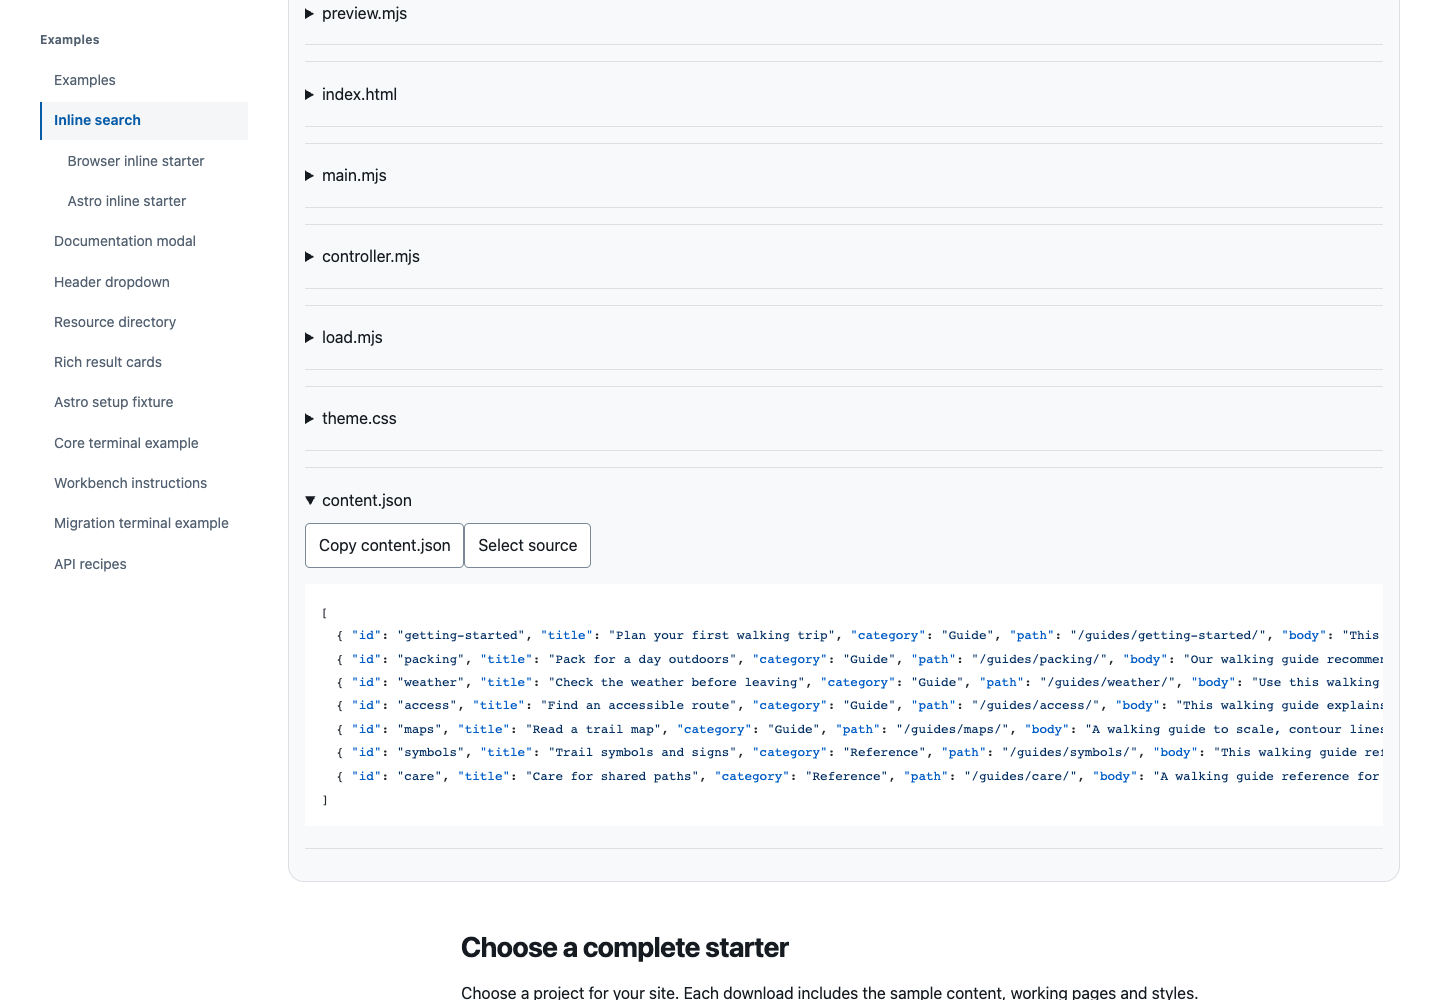 Examples
Examples
Inline search
Browser inline starter
Astro inline starter
Documentation modal
Header dropdown
Resource directory
Rich result cards
Astro setup fixture
Core terminal example
Workbench instructions
Migration terminal example
API recipes
preview.mjs
index.html
main.mjs
controller.mjs
load.mjs
theme.css
content.json
Copy content.json
Select source
[
{ "id": "getting-started", "title": "Plan your first walking trip", "category": "Guide", "path": "/guides/getting-started/", "body": "This
{ "id": "packing", "title": "Pack for a day outdoors", "category": "Guide", "path": "/guides/packing/", "body": "Our walking guide
{ "id": "weather", "title": "Check the weather before leaving", "category": "Guide", "path": "/guides/weather/", "body": "Use this walking
{ "id": "access", "title": "Find an accessible route", "category": "Guide", "path": "/guides/access/", "body": "This walking guide explains
{ "id": "maps", "title": "Read a trail map", "category": "Guide", "path": "/guides/maps/", "body": "A walking guide to scale, contour lines
{ "id": "symbols", "title": "Trail symbols and signs", "category": "Reference", "path": "/guides/symbols/", "body": "This walking guide
{ "id": "care", "title": "Care for shared paths", "category": "Reference", "path": "/guides/care/", "body": "A walking guide reference for
]
Choose a complete starter
Choose a project for your site. Each download includes the sample content, working pages and styles.